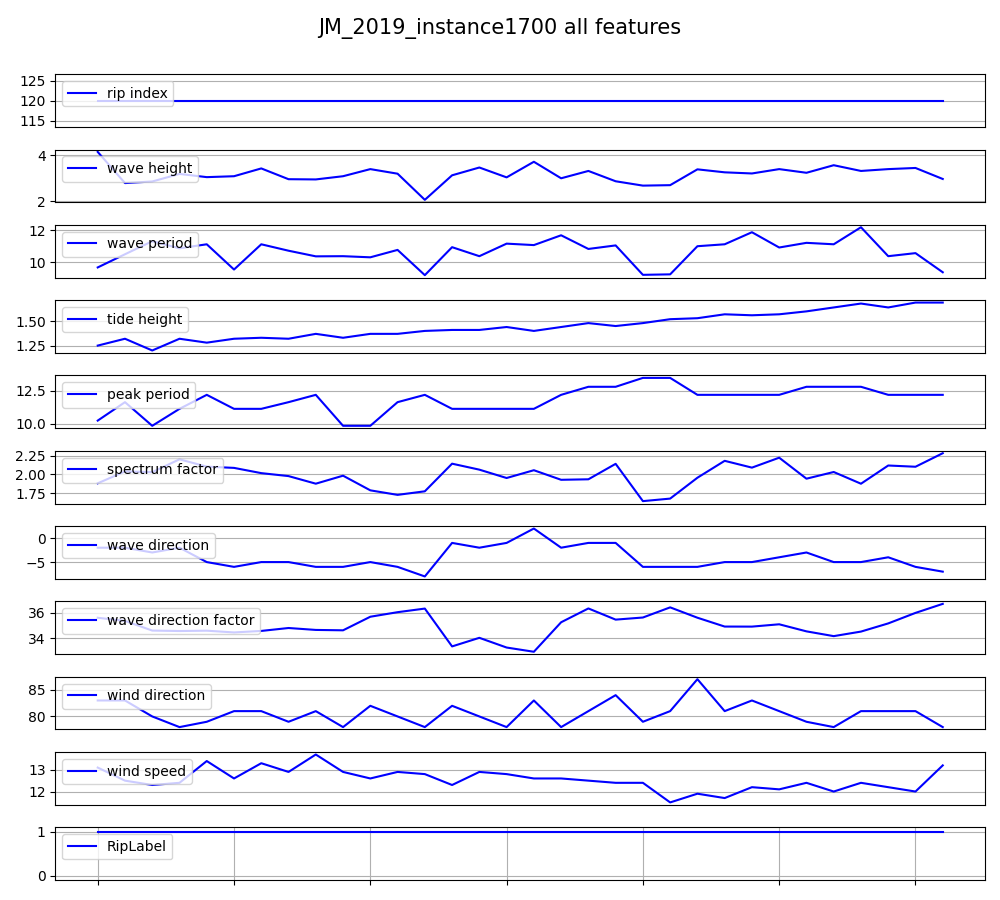 JM_2019_instance1700 all features
125
120
115
rip index
4
2
wave height
12
10
wave period
1.50
1.25
tide height
12.5
10.0
peak period
2.25
2.00
1.75
spectrum factor
0
−5
wave direction
36
34
wave direction factor
85
80
wind direction
13
12
wind speed
1
0
RipLabel